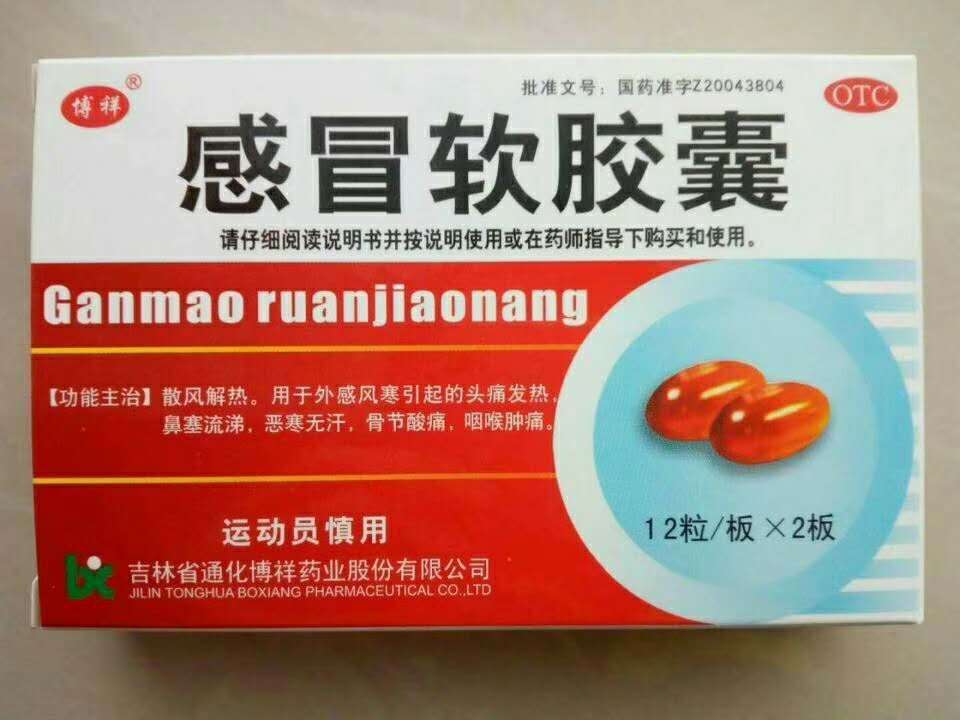 博祥®
批准文号：国药准字Z20043804
OTC
感冒软胶囊
请仔细阅读说明书并按说明使用或在药师指导下购买和使用。
Ganmao ruanjiaonang
【功能主治】散风解热。用于外感风寒引起的头痛发热，
鼻塞流涕，恶寒无汗，骨节酸痛，咽喉肿痛。
12粒/板×2板
运动员慎用
吉林省通化博祥药业股份有限公司
JILIN TONGHUA BOXIANG PHARMACEUTICAL CO.,LTD